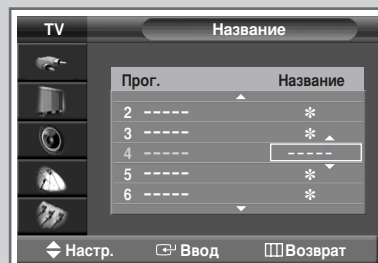 TV Название
Прог. Название
2 ----- *
3 ----- *
4 ----- -----
5 ----- *
6 ----- *
Настр. Ввод Возврат